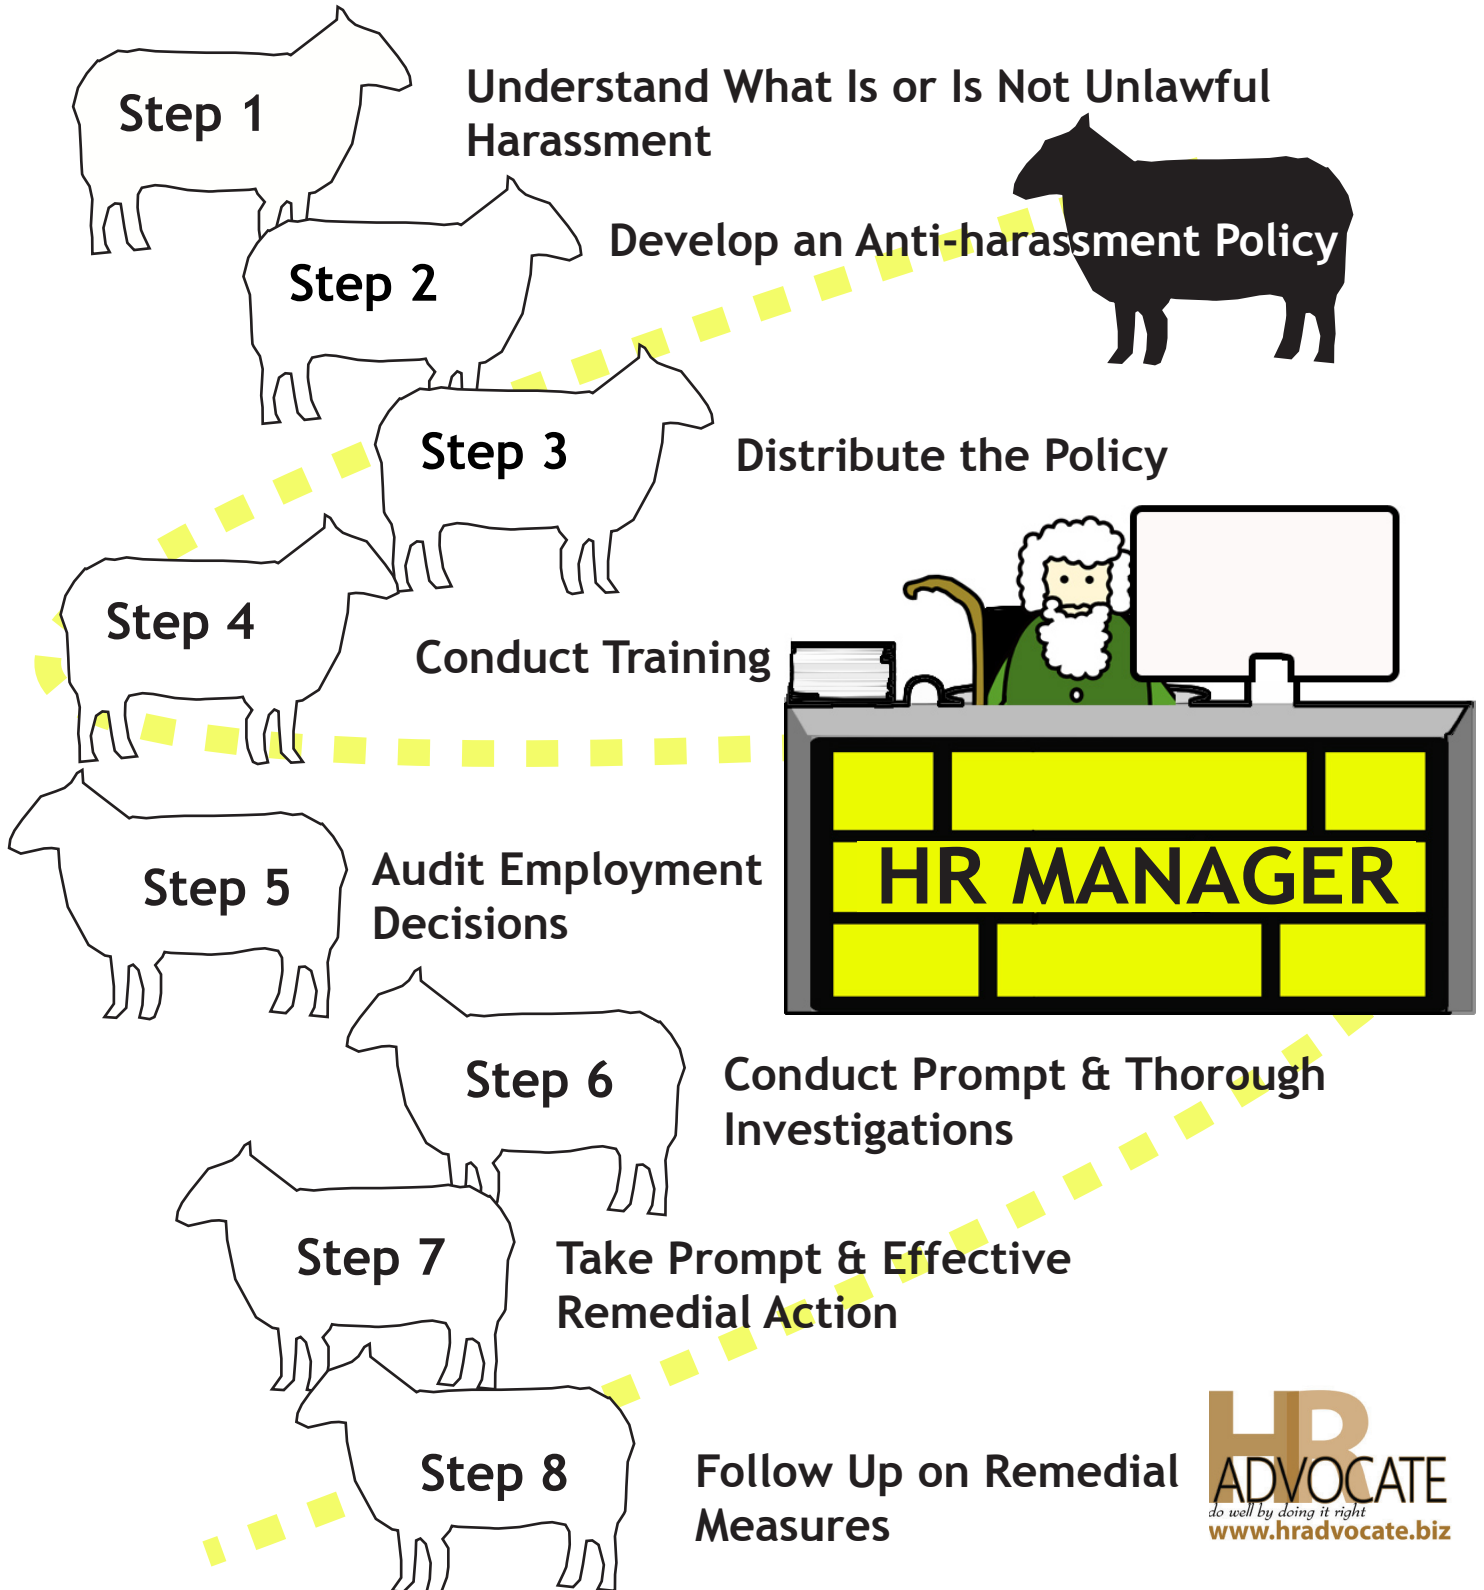 Step 1
Understand What Is or Is Not Unlawful
Harassment
Step 2
Develop an Anti-harassment Policy
Step 3
Distribute the Policy
Step 4
Conduct Training
Step 5
Audit Employment
Decisions
HR MANAGER
Step 6
Conduct Prompt & Thorough
Investigations
Step 7
Take Prompt & Effective
Remedial Action
Step 8
Follow Up on Remedial
Measures
HR
ADVOCATE
do well by doing it right
www.hradvocate.biz